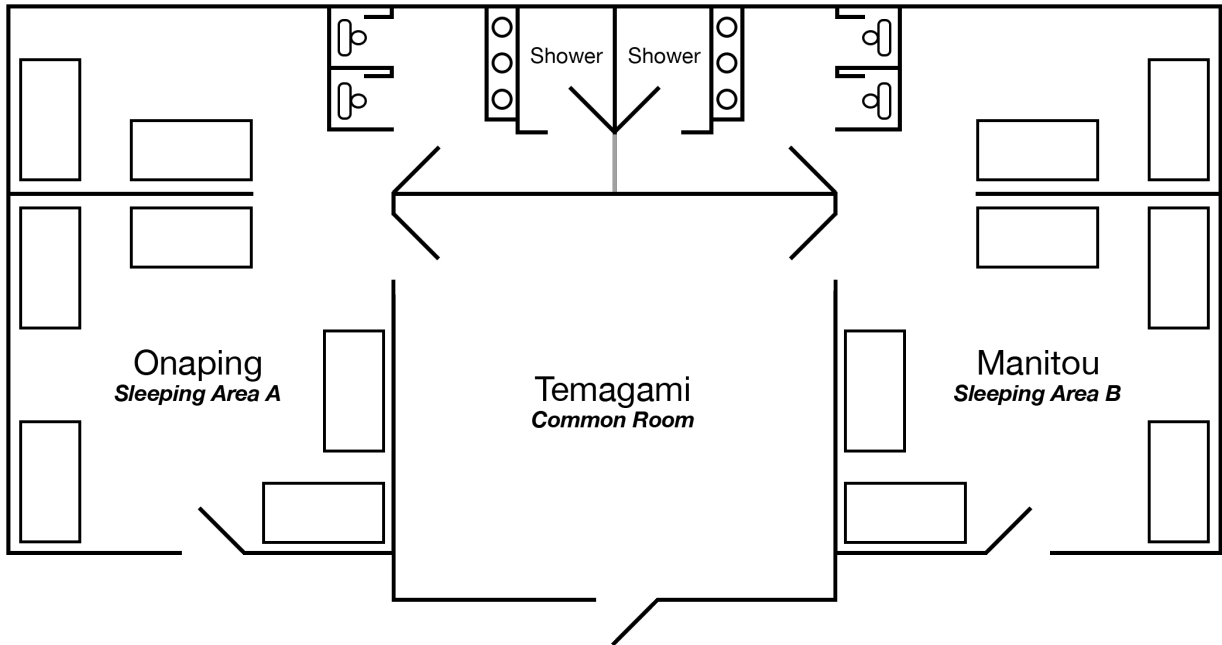 Shower
Shower
Onaping
Sleeping Area A
Temagami
Common Room
Manitou
Sleeping Area B